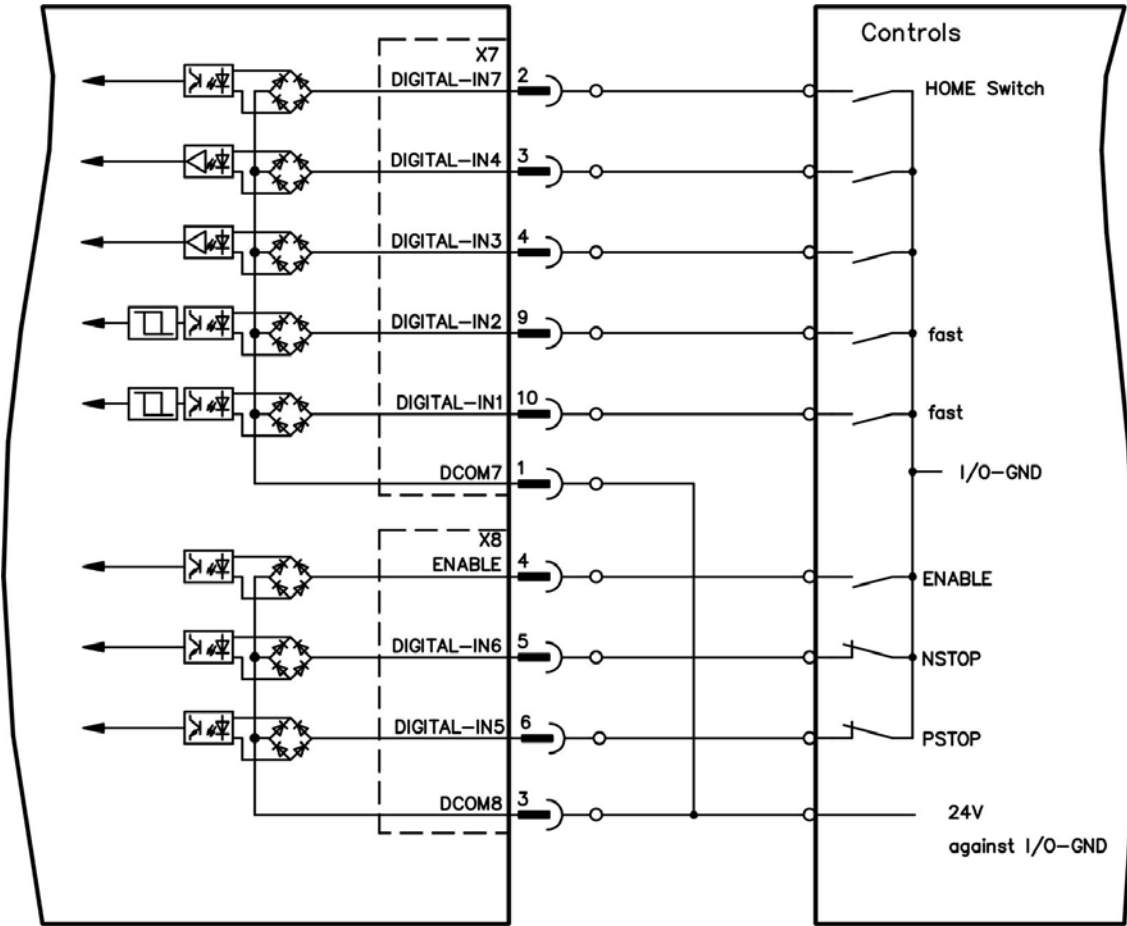 Controls
X7
DIGITAL-IN7 2 HOME Switch
DIGITAL-IN4 3
DIGITAL-IN3 4
DIGITAL-IN2 9 fast
DIGITAL-IN1 10 fast
DCOM7 1 I/O-GND
X8
ENABLE 4 ENABLE
DIGITAL-IN6 5 NSTOP
DIGITAL-IN5 6 PSTOP
DCOM8 3 24V
against I/O-GND